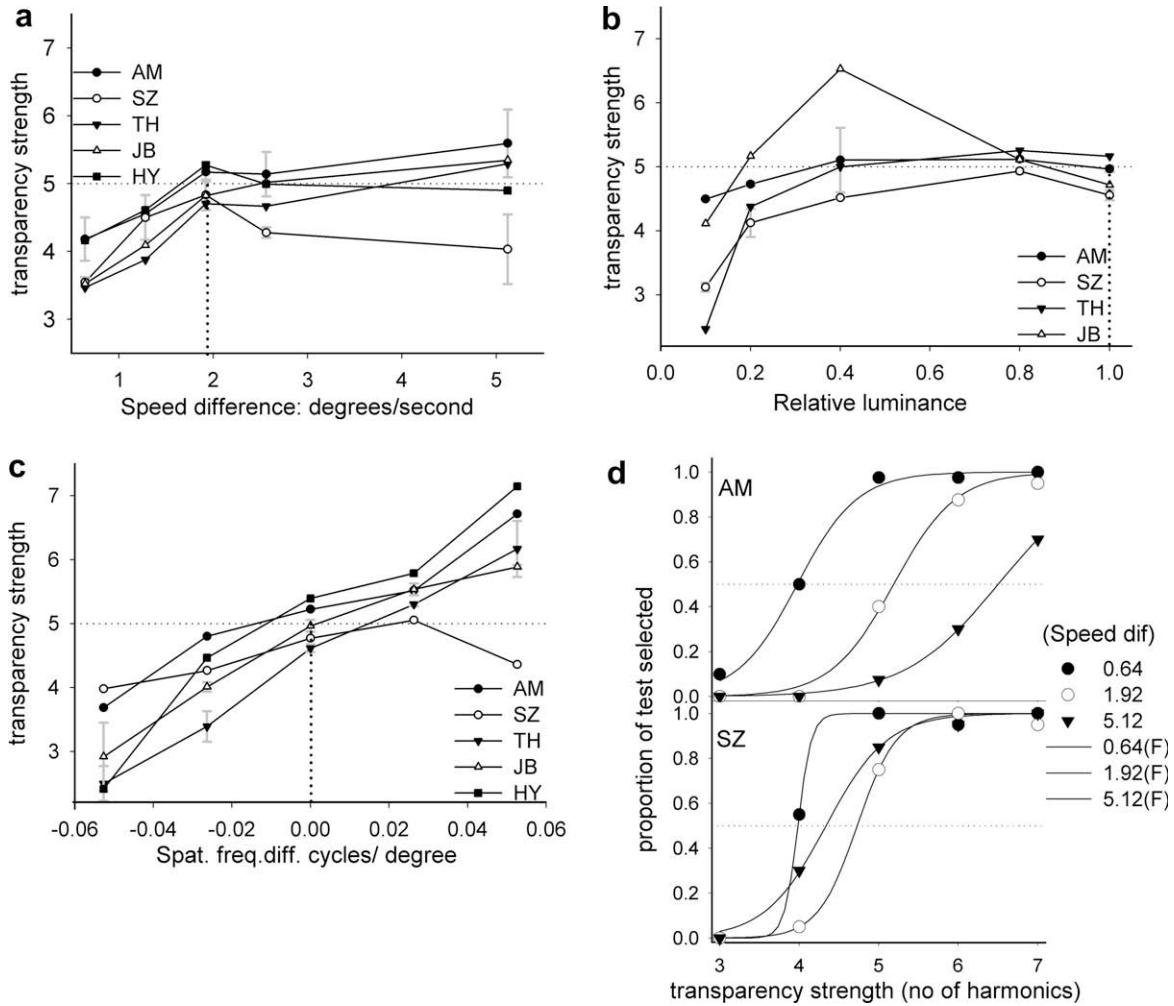 a
transparency strength
7
6
5
4
3
AM
SZ
TH
JB
HY
1 2 3 4 5
Speed difference: degrees/second
b
transparency strength
7
6
5
4
3
AM
SZ
TH
JB
0.0 0.2 0.4 0.6 0.8 1.0
Relative luminance
c
transparency strength
7
6
5
4
3
AM
SZ
TH
JB
HY
-0.06 -0.04 -0.02 0.00 0.02 0.04 0.06
Spat. freq.diff. cycles/ degree
d
proportion of test selected
AM
1.0
0.8
0.6
0.4
0.2
0.0
SZ
1.0
0.8
0.6
0.4
0.2
0.0
3 4 5 6 7
transparency strength (no of harmonics)
(Speed dif)
0.64
1.92
5.12
0.64(F)
1.92(F)
5.12(F)